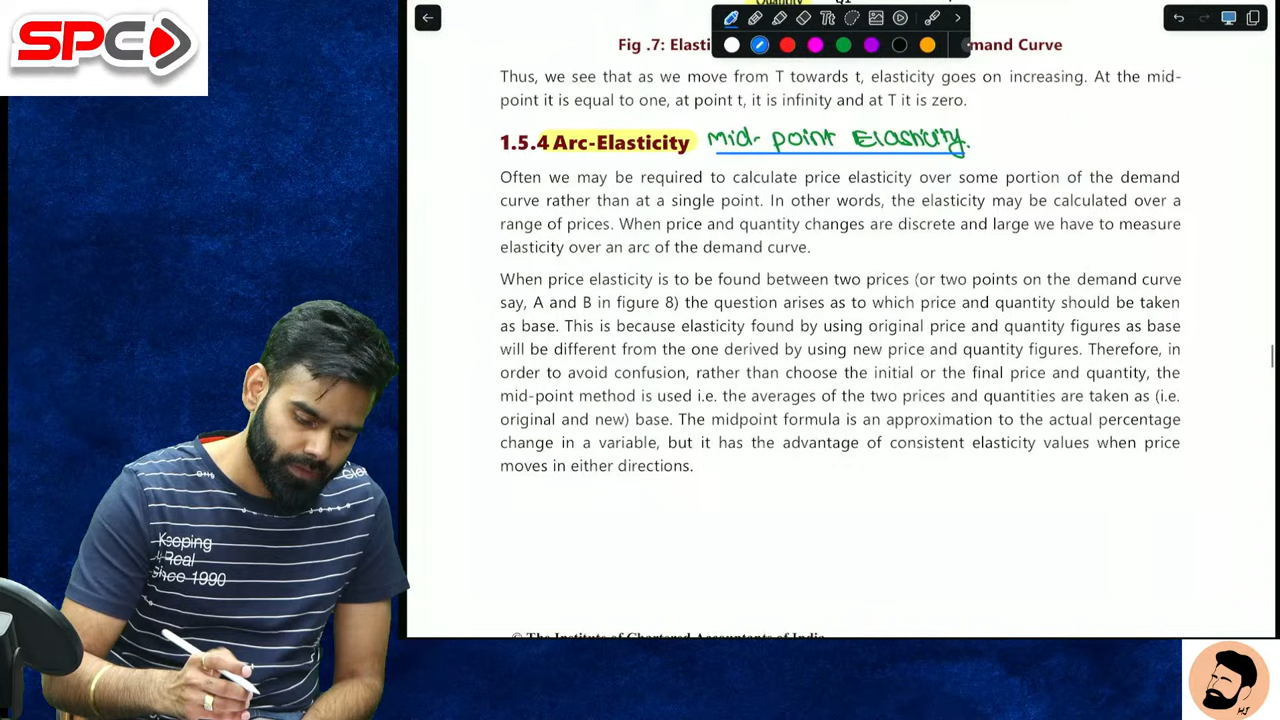 SPC
Quantity
Fig .7: Elasti mand Curve
Thus, we see that as we move from T towards t, elasticity goes on increasing. At the mid-
point it is equal to one, at point t, it is infinity and at T it is zero.
1.5.4 Arc-Elasticity mid-point Elasticity.
Often we may be required to calculate price elasticity over some portion of the demand
curve rather than at a single point. In other words, the elasticity may be calculated over a
range of prices. When price and quantity changes are discrete and large we have to measure
elasticity over an arc of the demand curve.
When price elasticity is to be found between two prices (or two points on the demand curve
say, A and B in figure 8) the question arises as to which price and quantity should be taken
as base. This is because elasticity found by using original price and quantity figures as base
will be different from the one derived by using new price and quantity figures. Therefore, in
order to avoid confusion, rather than choose the initial or the final price and quantity, the
mid-point method is used i.e. the averages of the two prices and quantities are taken as (i.e.
original and new) base. The midpoint formula is an approximation to the actual percentage
change in a variable, but it has the advantage of consistent elasticity values when price
moves in either directions.
© The Institute of Chartered Accountants of India
Keeping
it Real
Since 1990
HJ